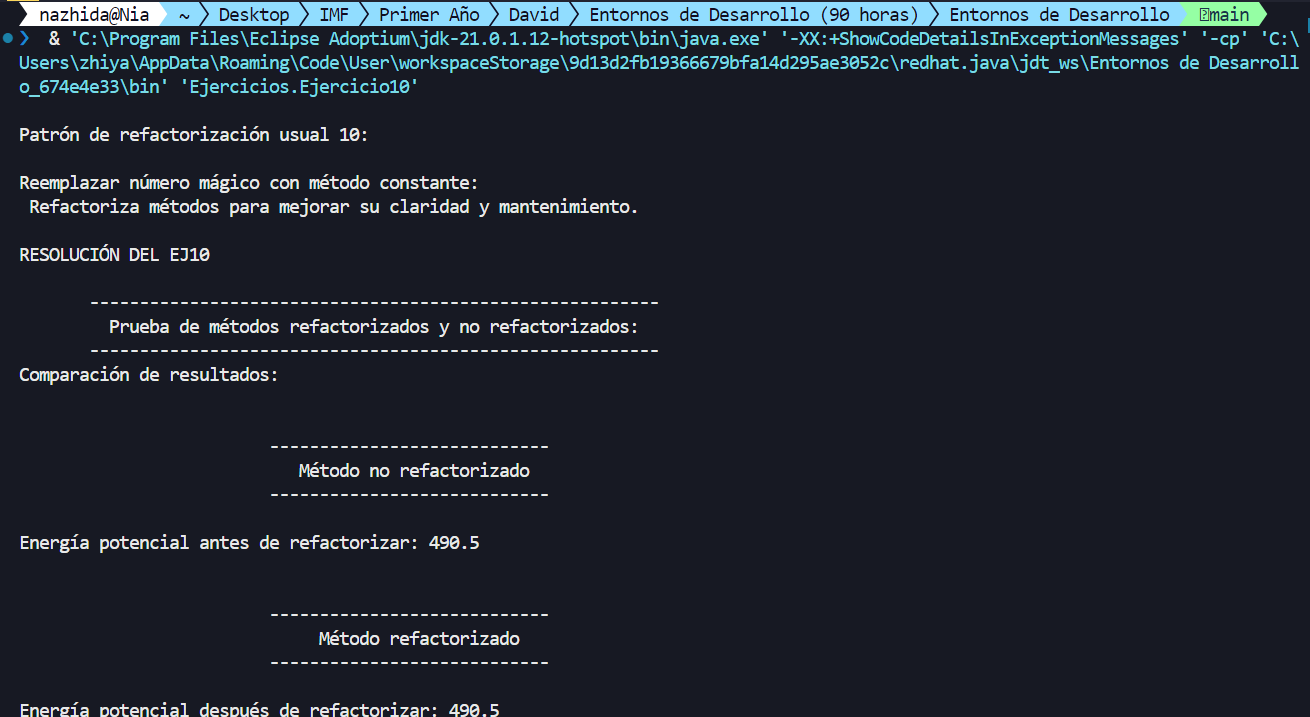 nazhida@Nia ~ Desktop IMF Primer Año David Entornos de Desarrollo (90 horas) Entornos de Desarrollo main
& 'C:\Program Files\Eclipse Adoptium\jdk-21.0.1.12-hotspot\bin\java.exe' '-XX:+ShowCodeDetailsInExceptionMessages' '-cp' 'C:\
Users\zhiya\AppData\Roaming\Code\User\workspaceStorage\9d13d2fb19366679bfa14d295ae3052c\redhat.java\jdt_ws\Entornos de Desarroll
o_674e4e33\bin' 'Ejercicios.Ejercicio10'
Patrón de refactorización usual 10:
Reemplazar número mágico con método constante:
Refactoriza métodos para mejorar su claridad y mantenimiento.
RESOLUCIÓN DEL EJ10
---------------------------------------------------------
Prueba de métodos refactorizados y no refactorizados:
---------------------------------------------------------
Comparación de resultados:
----------------------------
Método no refactorizado
----------------------------
Energía potencial antes de refactorizar: 490.5
----------------------------
Método refactorizado
----------------------------
Energía potencial después de refactorizar: 490.5